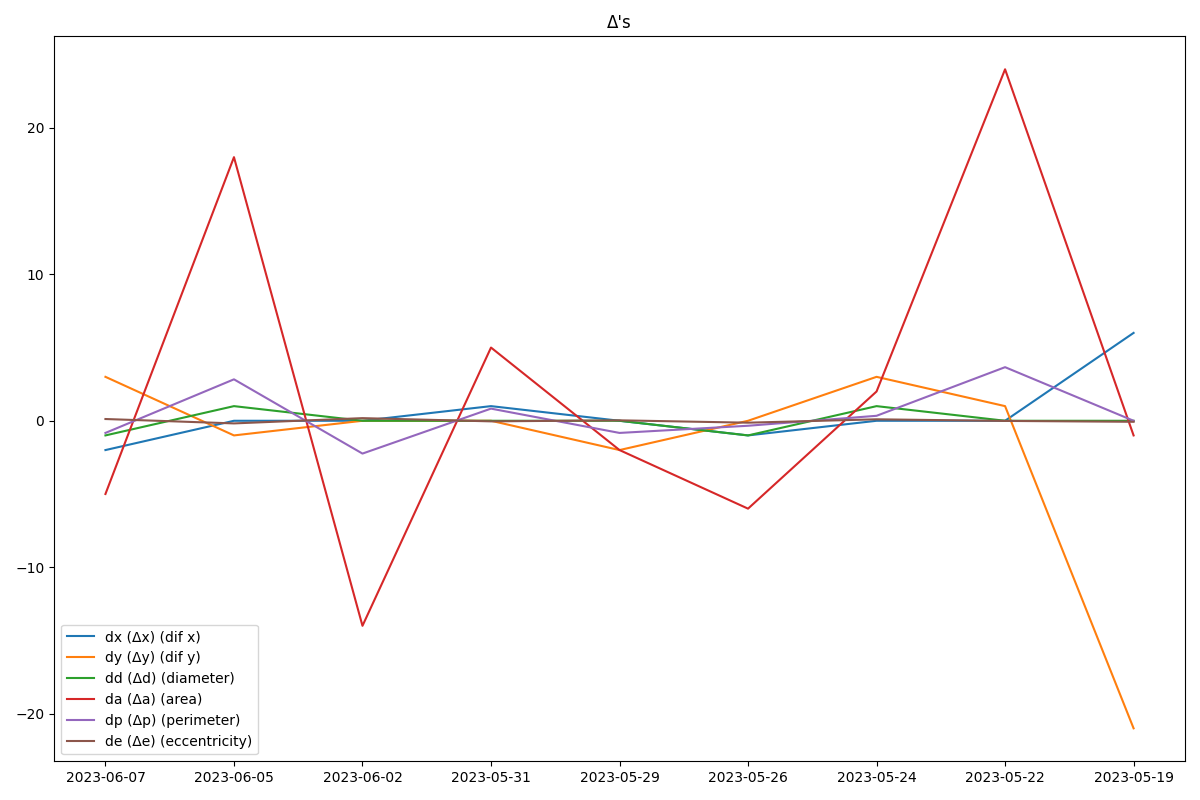 Δ's
20
10
0
−10
−20
dx (Δx) (dif x)
dy (Δy) (dif y)
dd (Δd) (diameter)
da (Δa) (area)
dp (Δp) (perimeter)
de (Δe) (eccentricity)
2023-06-07 2023-06-05 2023-06-02 2023-05-31 2023-05-29 2023-05-26 2023-05-24 2023-05-22 2023-05-19